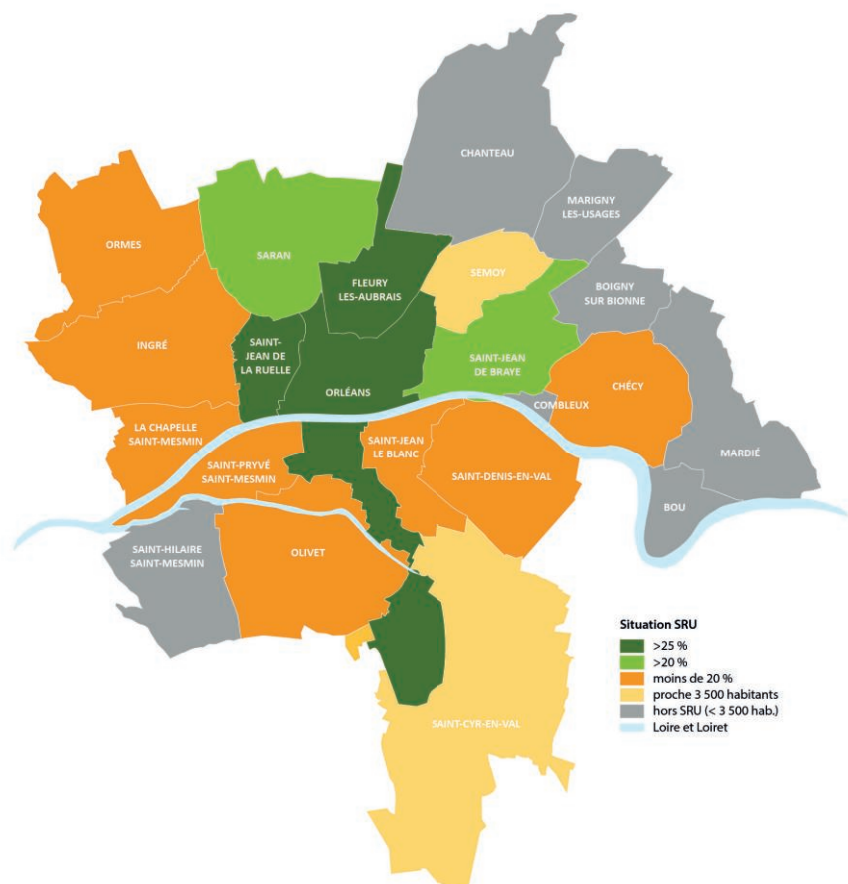 CHANTEAU
MARIGNY
LES-USAGES
ORMES
SARAN
SEMOY
FLEURY
LES-AUBRAIS
BOIGNY
SUR BIONNE
INGRÉ
SAINT-
JEAN DE
LA RUELLE
SAINT-JEAN
DE BRAYE
ORLÉANS
CHÉCY
COMBLEUX
LA CHAPELLE
SAINT-MESMIN
SAINT-JEAN
LE BLANC
MARDIÉ
SAINT-PRYVÉ
SAINT-MESMIN
SAINT-DENIS-EN-VAL
BOU
SAINT-HILAIRE
SAINT-MESMIN
OLIVET
SAINT-CYR-EN-VAL
Situation SRU
>25 %
>20 %
moins de 20 %
proche 3 500 habitants
hors SRU (< 3 500 hab.)
Loire et Loiret